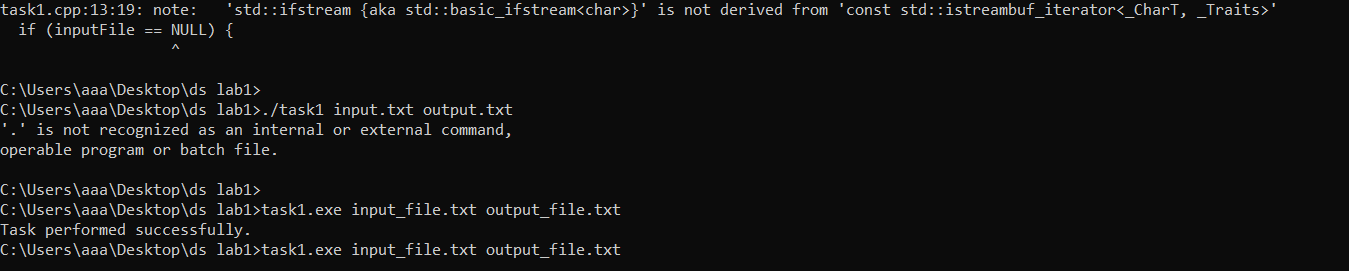 task1.cpp:13:19: note:   'std::ifstream {aka std::basic_ifstream<char>}' is not derived from 'const std::istreambuf_iterator<_CharT, _Traits>'
  if (inputFile == NULL) {
                   ^
C:\Users\aaa\Desktop\ds lab1>
C:\Users\aaa\Desktop\ds lab1>./task1 input.txt output.txt
'.' is not recognized as an internal or external command,
operable program or batch file.
C:\Users\aaa\Desktop\ds lab1>
C:\Users\aaa\Desktop\ds lab1>task1.exe input_file.txt output_file.txt
Task performed successfully.
C:\Users\aaa\Desktop\ds lab1>task1.exe input_file.txt output_file.txt